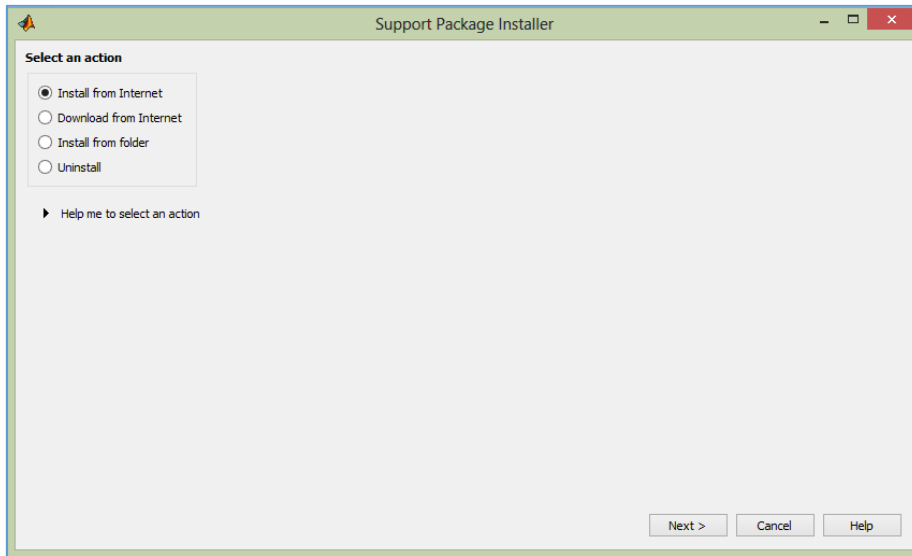 Support Package Installer
Select an action
Install from Internet
Download from Internet
Install from folder
Uninstall
Help me to select an action
Next > Cancel Help